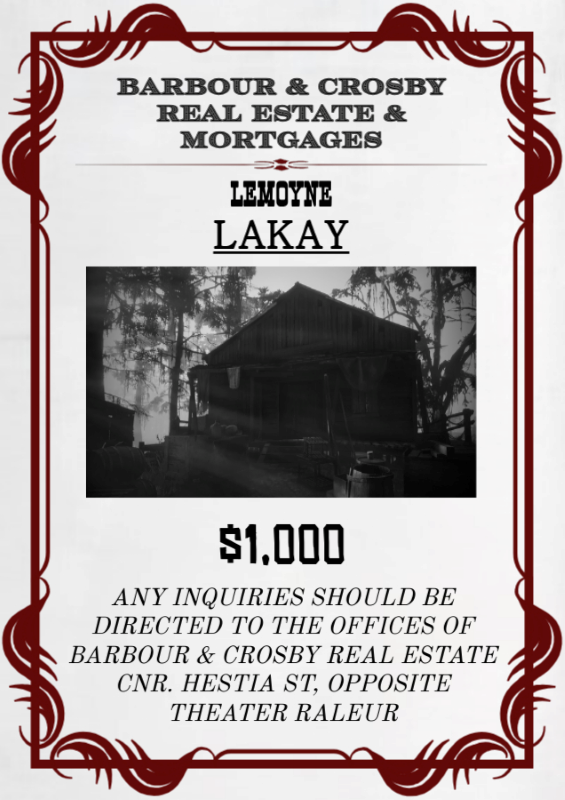 BARBOUR & CROSBY
REAL ESTATE &
MORTGAGES
LEMOYNE
LAKAY
$1,000
ANY INQUIRIES SHOULD BE
DIRECTED TO THE OFFICES OF
BARBOUR & CROSBY REAL ESTATE
CNR. HESTIA ST, OPPOSITE
THEATER RALEUR